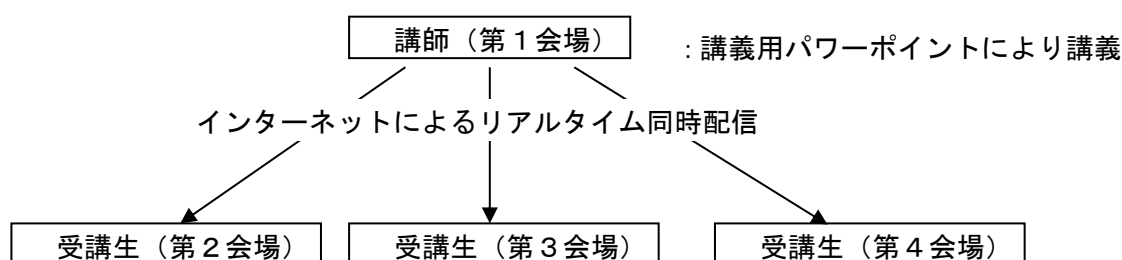 講師（第１会場）
：講義用パワーポイントにより講義
インターネットによるリアルタイム同時配信
受講生（第２会場）
受講生（第３会場）
受講生（第４会場）